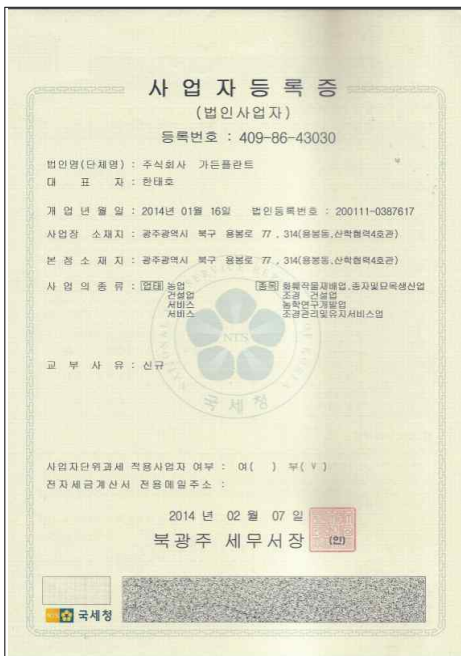 사업자등록증
(법인사업자)
등록번호 : 409-86-43030
법인명(단체명) : 주식회사 가든플란트
대 표 자 : 한태호
개 업 년 월 일 : 2014년 01월 16일 법인등록번호 : 200111-0387617
사업장 소재지 : 광주광역시 북구 용봉로 77 , 314(용봉동,산학협력4호관)
본 점 소 재 지 : 광주광역시 북구 용봉로 77 , 314(용봉동,산학협력4호관)
사 업 의 종 류 : 업태 농업 종목 화훼작물재배업,종자및묘목생산업
건설업 조경 건설업
서비스 농학연구개발업
서비스 조경관리및유지서비스업
NTS
국세청
교 부 사 유 : 신규
사업자단위과세 적용사업자 여부 : 여( ) 부( v )
전자세금계산서 전용메일주소 :
2014 년 02 월 07 일
북광주 세무서장 (인)
국세청